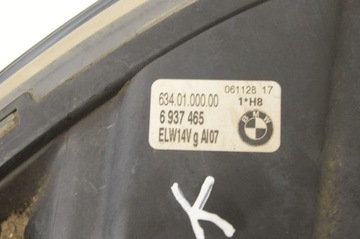 634.01.000.00
061128 17
1*H8
6 937 465
ELW14V g AI07
BMW
K